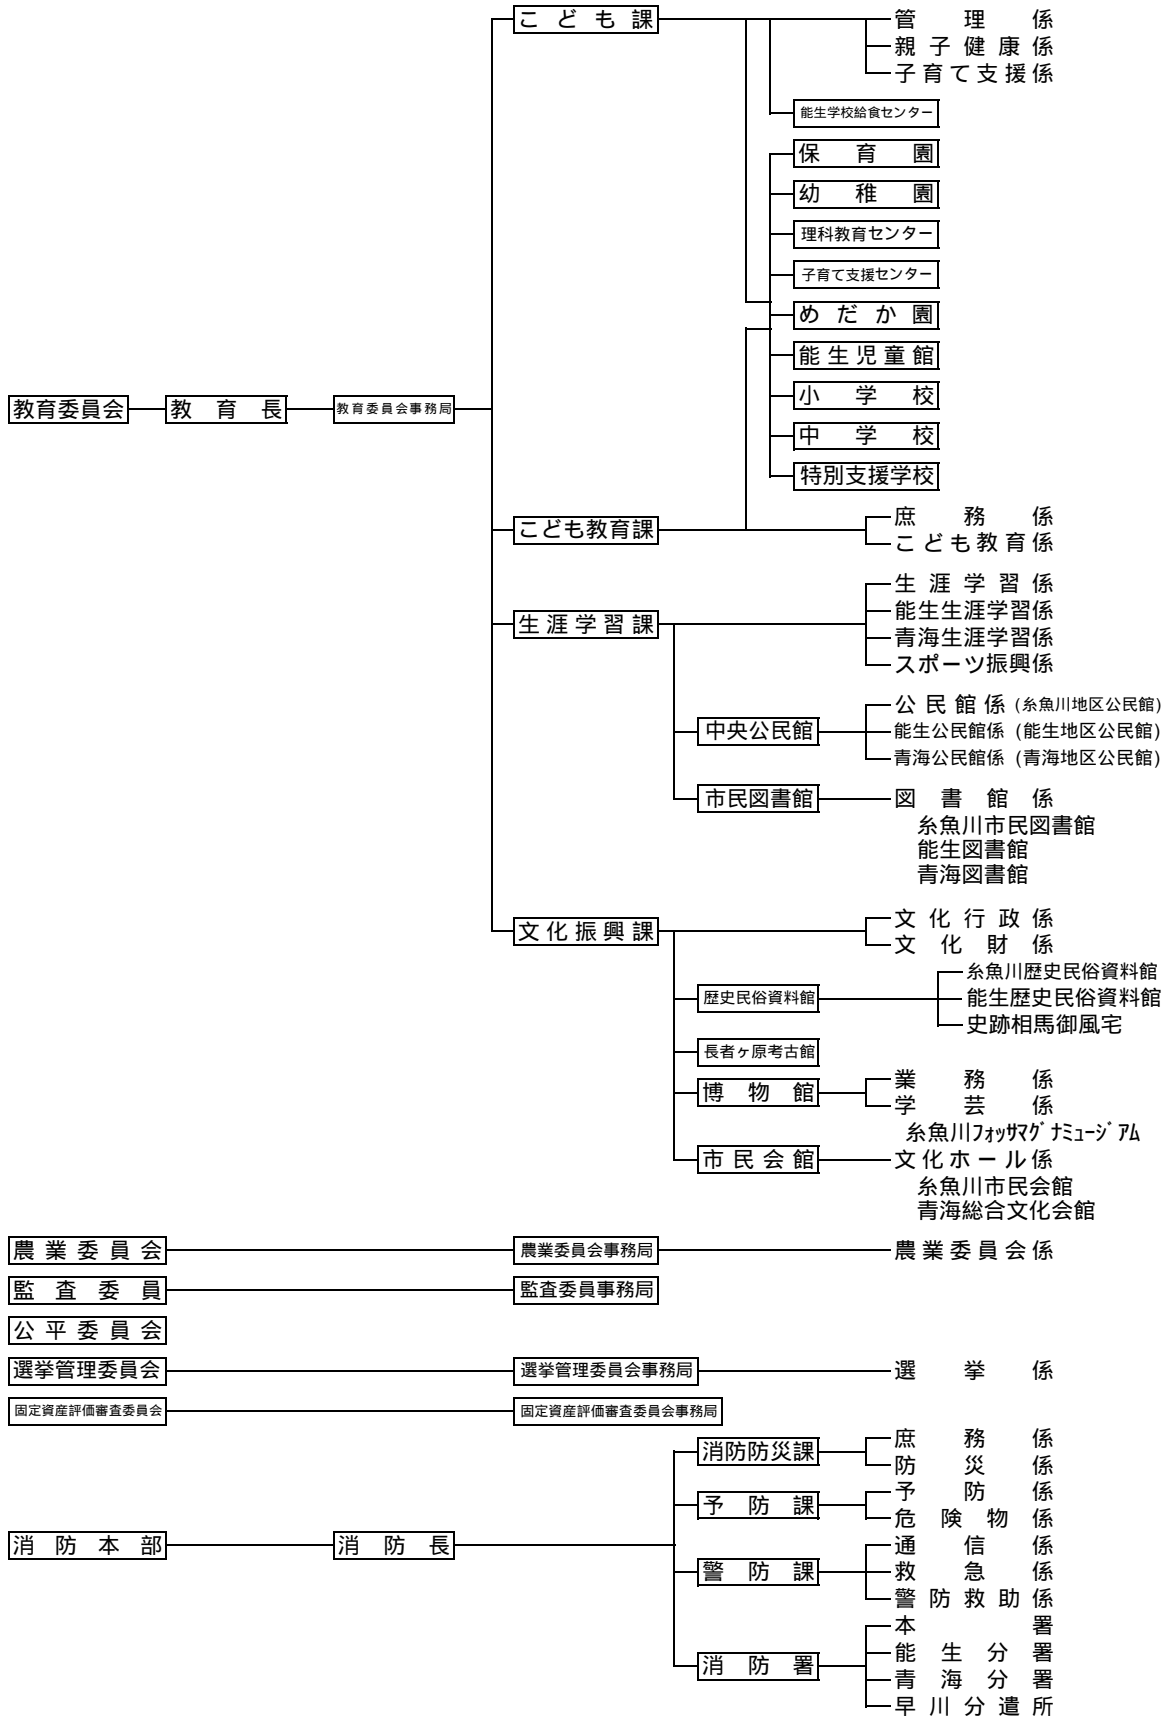 こども課
管理係
親子健康係
子育て支援係
能生学校給食センター
保育園
幼稚園
理科教育センター
子育て支援センター
めだか園
能生児童館
小学校
教育委員会 教育長 教育委員会事務局
中学校
特別支援学校
こども教育課
庶務係
こども教育係
生涯学習課
生涯学習係
能生生涯学習係
青海生涯学習係
スポーツ振興係
中央公民館
公民館係 (糸魚川地区公民館)
能生公民館係 (能生地区公民館)
青海公民館係 (青海地区公民館)
市民図書館 図書館係
糸魚川市民図書館
能生図書館
青海図書館
文化振興課
文化行政係
文化財係
歴史民俗資料館
糸魚川歴史民俗資料館
能生歴史民俗資料館
史跡相馬御風宅
長者ヶ原考古館
博物館
業務係
学芸係
糸魚川フォッサマグナミュージアム
市民会館 文化ホール係
糸魚川市民会館
青海総合文化会館
農業委員会 農業委員会事務局 農業委員会係
監査委員 監査委員事務局
公平委員会
選挙管理委員会 選挙管理委員会事務局 選挙係
固定資産評価審査委員会 固定資産評価審査委員会事務局
消防本部 消防長
消防防災課
庶務係
防災係
予防課
予防係
危険物係
警防課
通信係
救急係
警防救助係
消防署
本署
能生分署
青海分署
早川分遣所